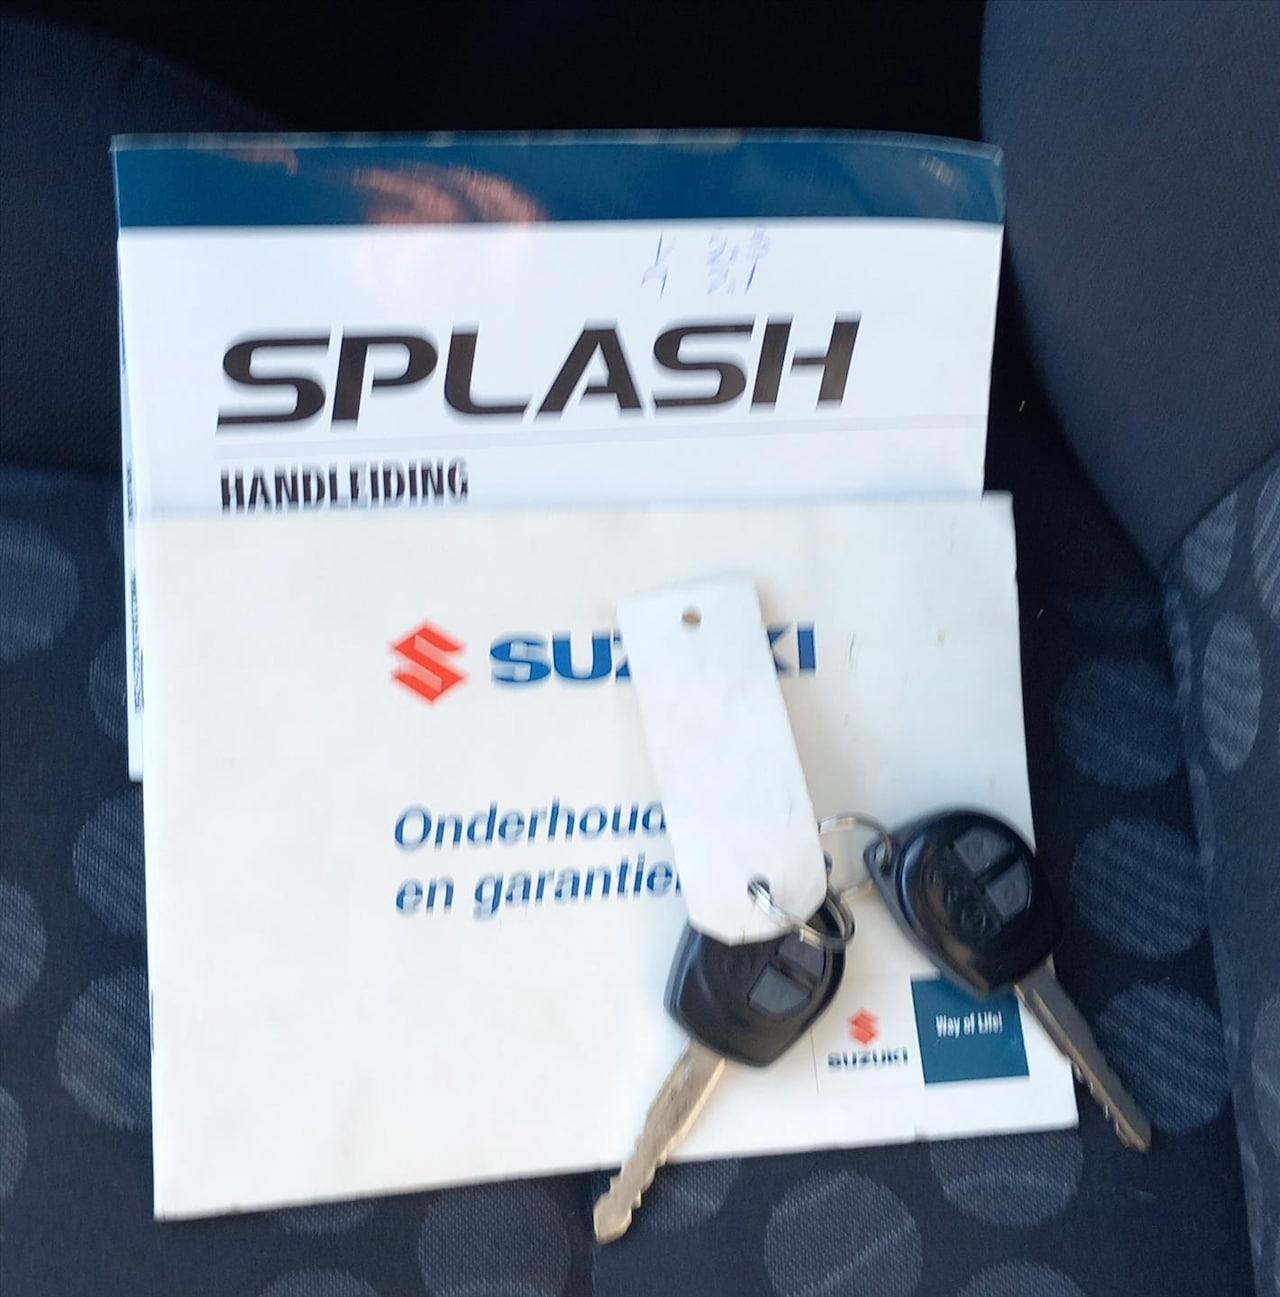 SPLASH
HANDLEIDING
SUZUKI
Onderhoud
en garantie
SUZUKI
Way of Life!